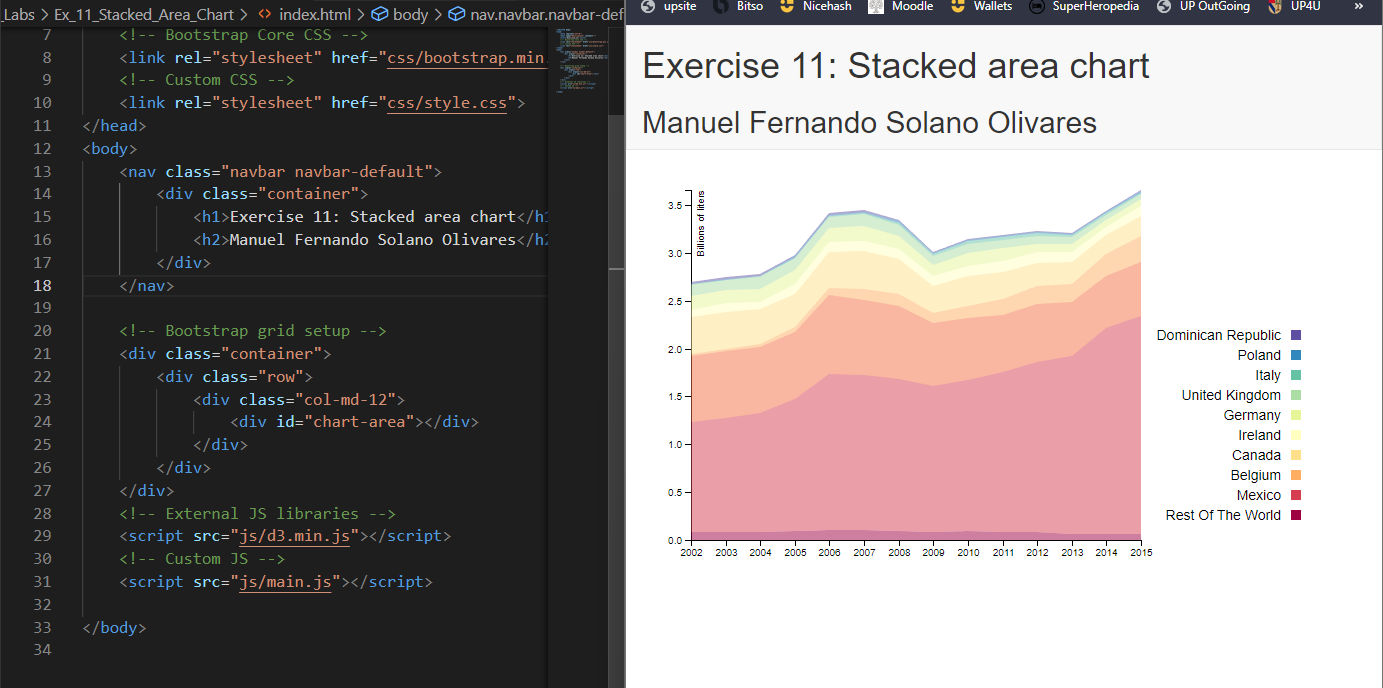 _Labs > Ex_11_Stacked_Area_Chart > <> index.html > body > nav.navbar.navbar-def
7 <!-- Bootstrap Core CSS -->
8 <link rel="stylesheet" href="css/bootstrap.min.
9 <!-- Custom CSS -->
10 <link rel="stylesheet" href="css/style.css">
11 </head>
12 <body>
13 <nav class="navbar navbar-default">
14 <div class="container">
15 <h1>Exercise 11: Stacked area chart</h1
16 <h2>Manuel Fernando Solano Olivares</h2
17 </div>
18 </nav>
19
20 <!-- Bootstrap grid setup -->
21 <div class="container">
22 <div class="row">
23 <div class="col-md-12">
24 <div id="chart-area"></div>
25 </div>
26 </div>
27 </div>
28 <!-- External JS libraries -->
29 <script src="js/d3.min.js"></script>
30 <!-- Custom JS -->
31 <script src="js/main.js"></script>
32
33 </body>
34
upsite Bitso Nicehash Moodle Wallets SuperHeropedia UP OutGoing UP4U »
Exercise 11: Stacked area chart
Manuel Fernando Solano Olivares
Billions of liters
3.5
3.0
2.5
2.0
1.5
1.0
0.5
0.0
2002 2003 2004 2005 2006 2007 2008 2009 2010 2011 2012 2013 2014 2015
Dominican Republic
Poland
Italy
United Kingdom
Germany
Ireland
Canada
Belgium
Mexico
Rest Of The World